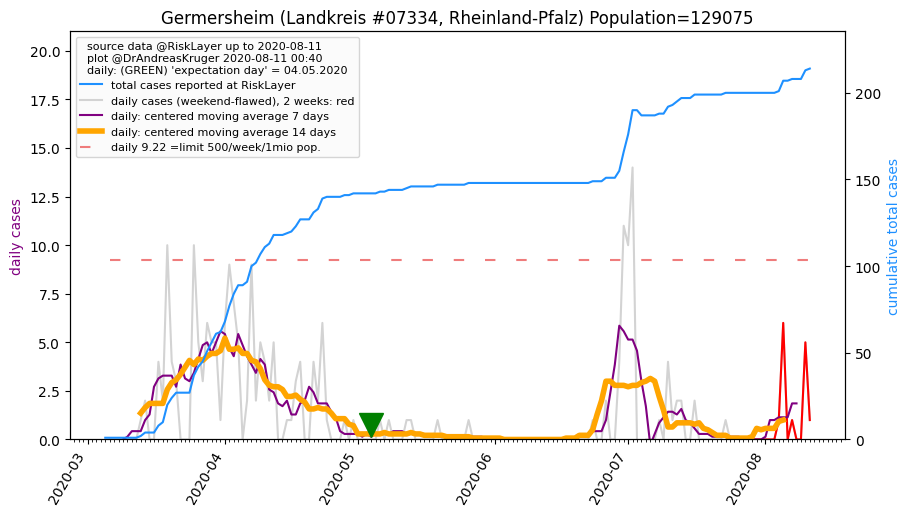 Germersheim (Landkreis #07334, Rheinland-Pfalz) Population=129075
source data @RiskLayer up to 2020-08-11
plot @DrAndreasKruger 2020-08-11 00:40
daily: (GREEN) 'expectation day' = 04.05.2020
total cases reported at RiskLayer
daily cases (weekend-flawed), 2 weeks: red
daily: centered moving average 7 days
daily: centered moving average 14 days
daily 9.22 =limit 500/week/1mio pop.
daily cases
20.0
17.5
15.0
12.5
10.0
7.5
5.0
2.5
0.0
cumulative total cases
200
150
100
50
0
2020-03
2020-04
2020-05
2020-06
2020-07
2020-08